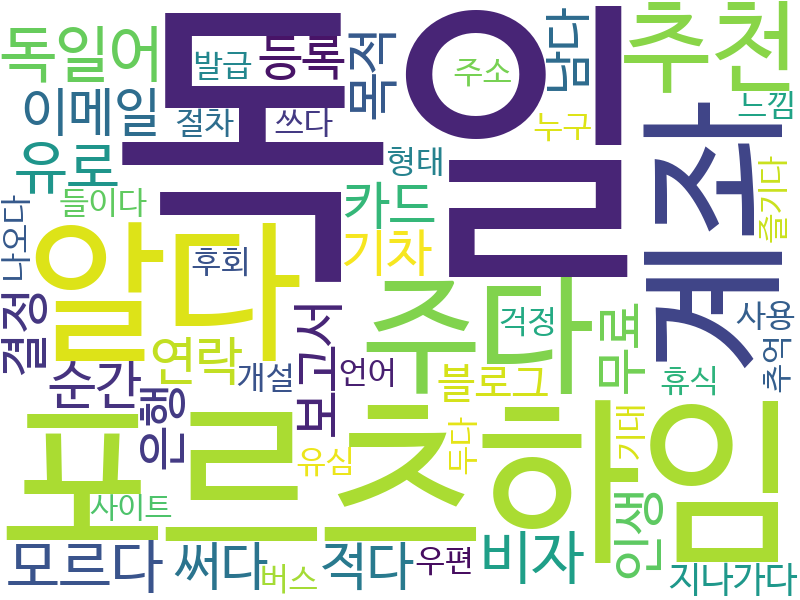 독일
추천
독일어
발급
등록
목적
주소
남다
이메일
절차
쓰다
느낌
누구
유로
형태
계좌
들이다
카드
즐기다
나오다
알다
기차
후회
주다
결정
보고서
걱정
무료
사용
순간
연락
개설
언어
블로그
휴식
추억
은행
포르츠하임
유심
두다
기대
사이트
인생
모르다
써다
버스
적다
우편
비자
지나가다